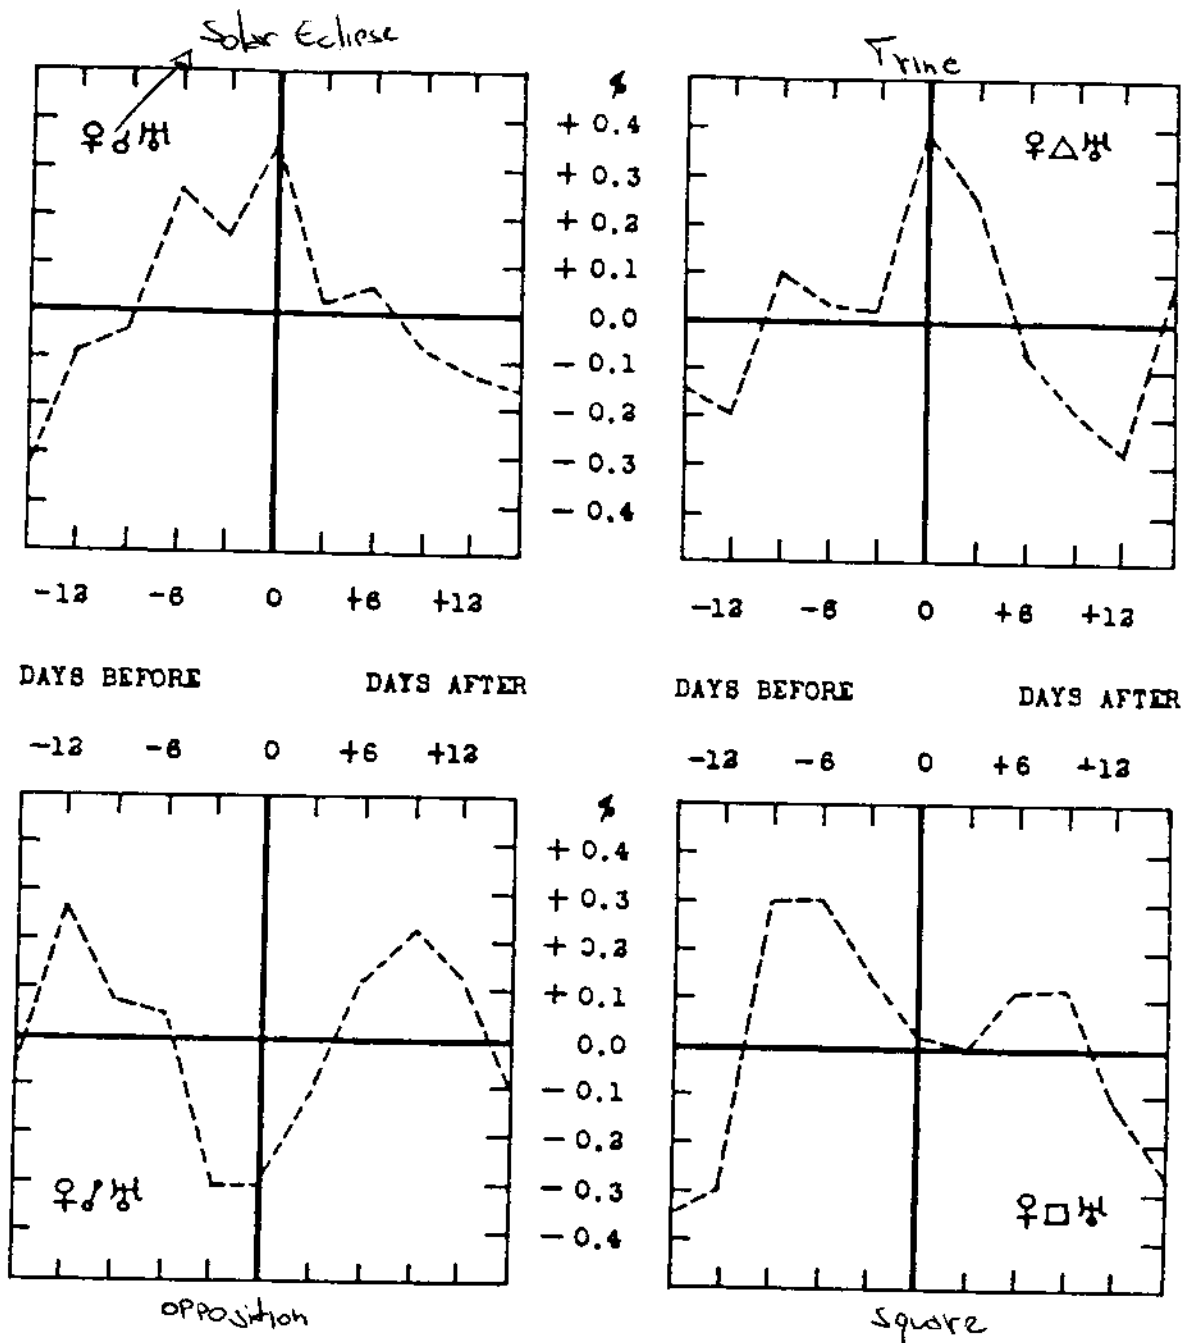 Solar Eclipse
Trine
♀☌♅
%
+ 0.4
+ 0.3
+ 0.2
+ 0.1
0.0
- 0.1
- 0.2
- 0.3
- 0.4
♀△♅
-12 -6 0 +6 +12
-12 -6 0 +6 +12
DAYS BEFORE DAYS AFTER
DAYS BEFORE DAYS AFTER
-12 -6 0 +6 +12
-12 -6 0 +6 +12
%
+ 0.4
+ 0.3
+ 0.2
+ 0.1
0.0
- 0.1
- 0.2
- 0.3
- 0.4
♀☍♅
♀□♅
opposition
square